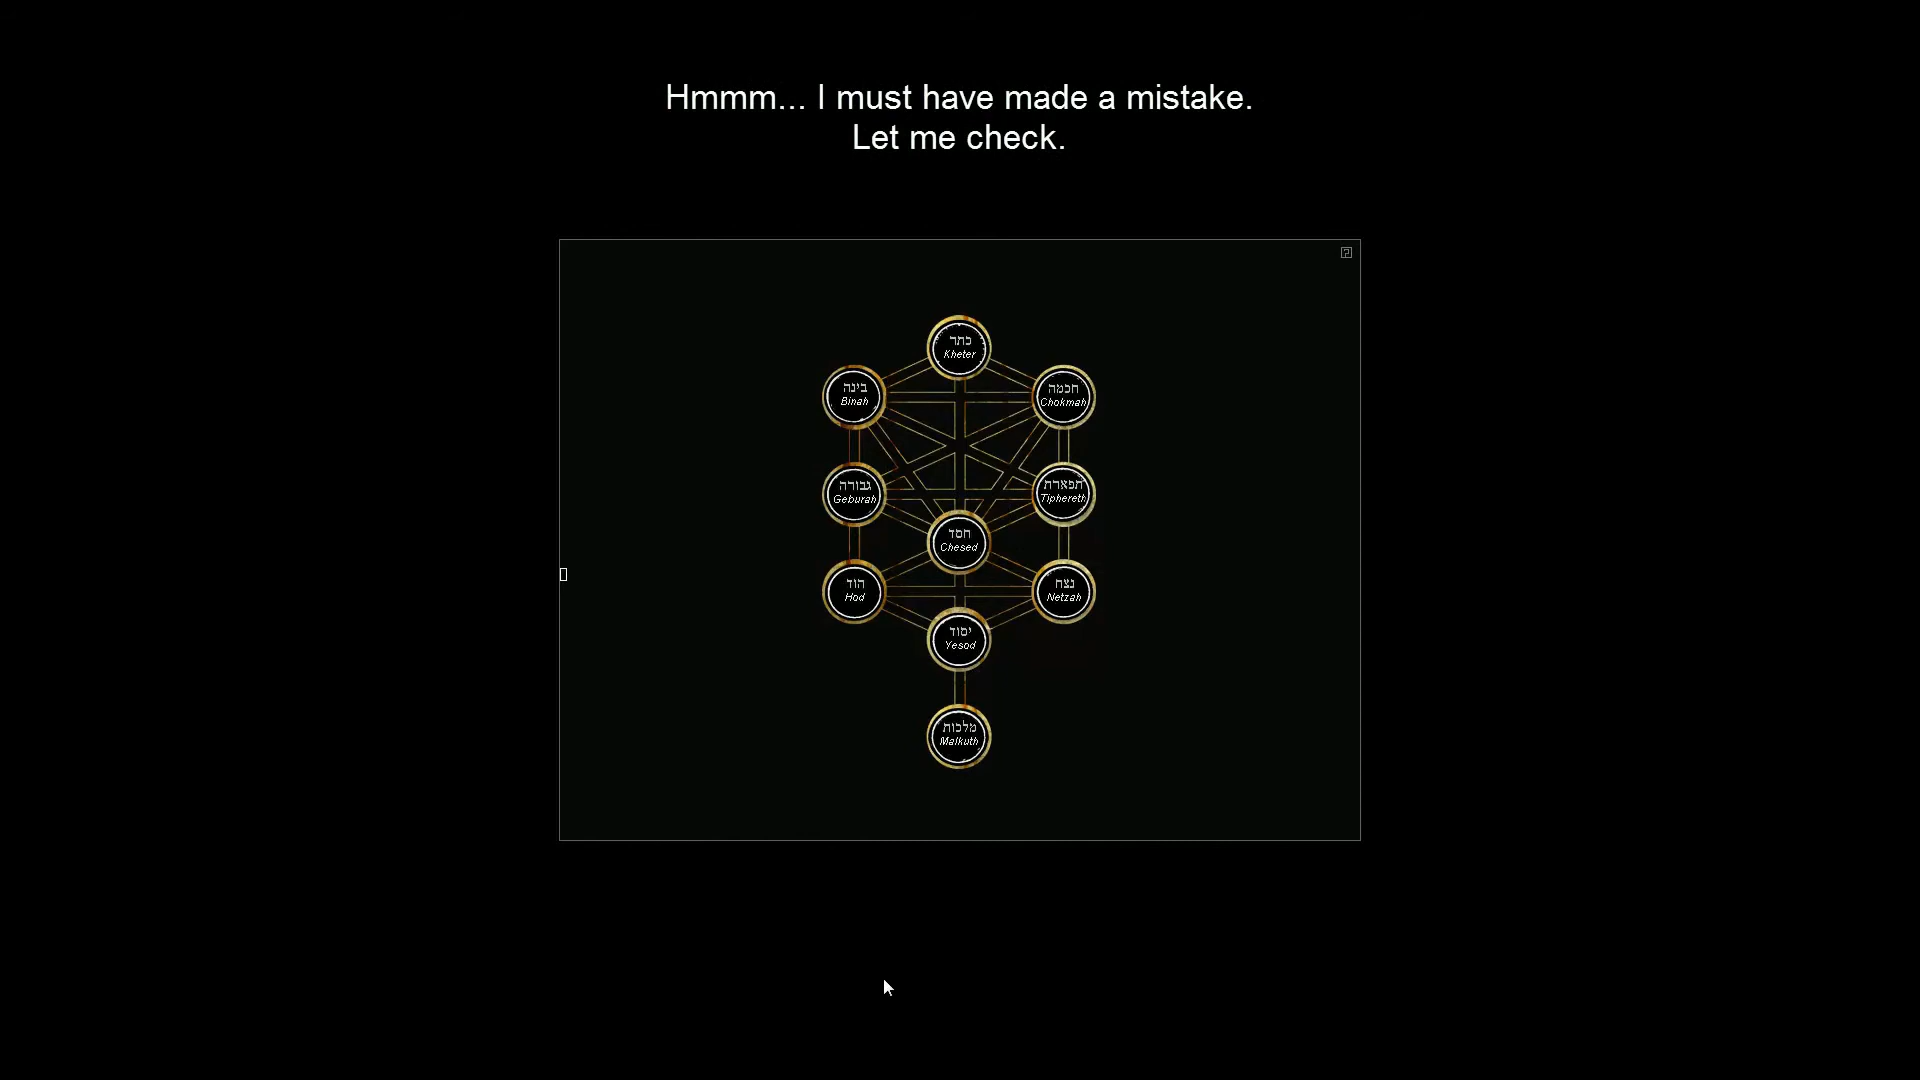 Hmmm... I must have made a mistake.
Let me check.
?
כתר
Kheter
בינה
Binah
חכמה
Chokmah
גבורה
Geburah
תפארת
Tiphereth
חסד
Chesed
הוד
Hod
נצח
Netzah
יסוד
Yesod
מלכות
Malkuth